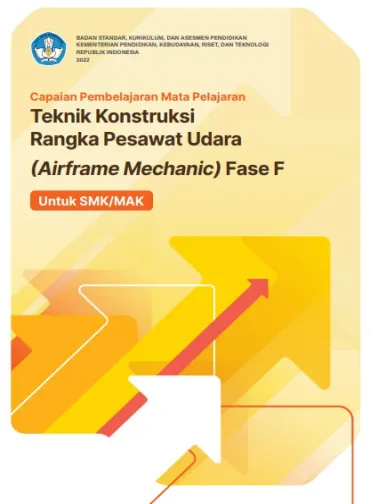 BADAN STANDAR, KURIKULUM, DAN ASESMEN PENDIDIKAN
KEMENTERIAN PENDIDIKAN, KEBUDAYAAN, RISET, DAN TEKNOLOGI
REPUBLIK INDONESIA
2022
Capaian Pembelajaran Mata Pelajaran
Teknik Konstruksi
Rangka Pesawat Udara
(Airframe Mechanic) Fase F
Untuk SMK/MAK